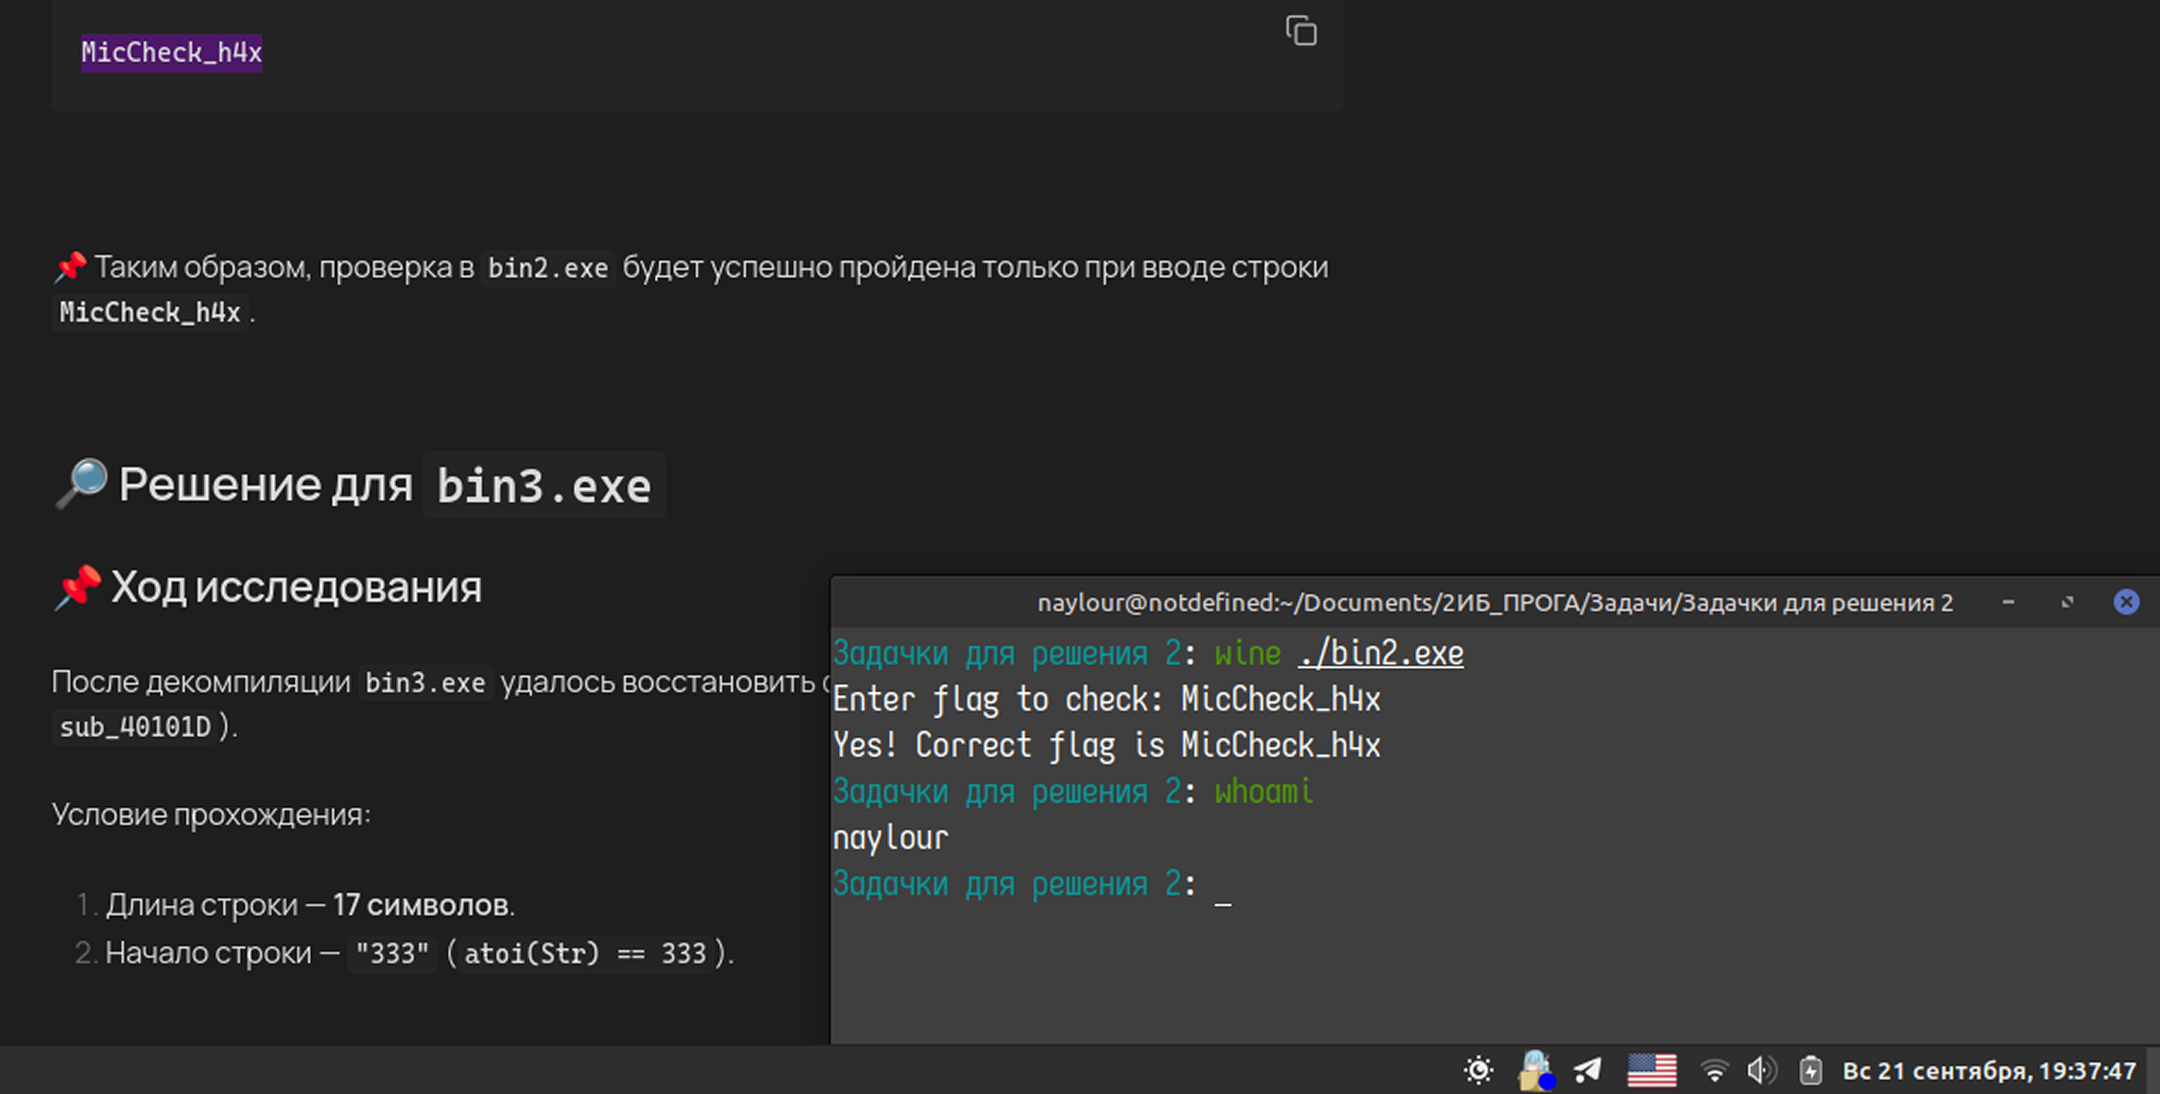 MicCheck_h4x
📌 Таким образом, проверка в bin2.exe будет успешно пройдена только при вводе строки
MicCheck_h4x.
🔎 Решение для bin3.exe
📌 Ход исследования
После декомпиляции bin3.exe удалось восстановить
sub_40101D).
Условие прохождения:
1. Длина строки — 17 символов.
2. Начало строки — "333" (atoi(Str) == 333).
naylour@notdefined:~/Documents/2ИБ_ПРОГА/Задачи/Задачки для решения 2
Задачки для решения 2: wine ./bin2.exe
Enter flag to check: MicCheck_h4x
Yes! Correct flag is MicCheck_h4x
Задачки для решения 2: whoami
naylour
Задачки для решения 2: _
Вс 21 сентября, 19:37:47